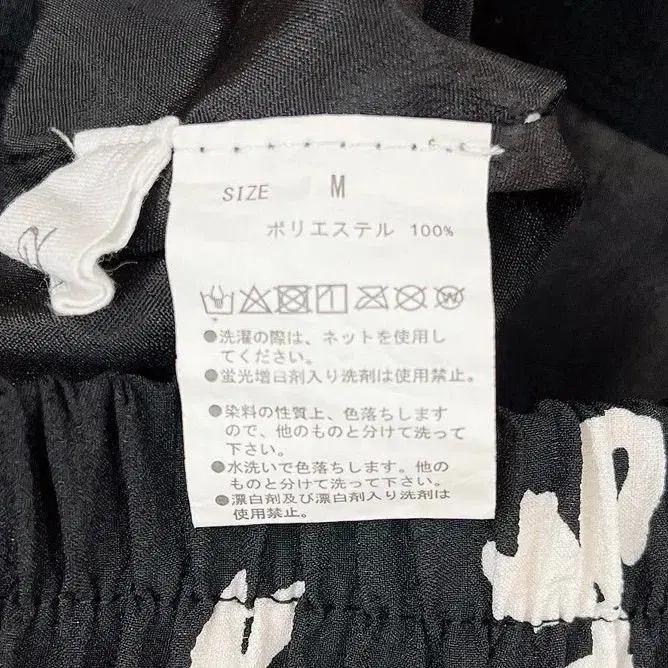 SIZE M
ポリエステル 100%
●洗濯の際は、ネットを使用し
てください。
●蛍光増白剤入り洗剤は使用禁止。
●染料の性質上、色落ちします
ので、他のものと分けて洗って
下さい。
●水洗いで色落ちします。他の
ものと分けて洗って下さい。
●漂白剤及び漂白剤入り洗剤は
使用禁止。